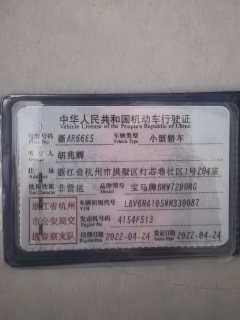 中华人民共和国机动车行驶证
Vehicle License of the People's Republic of China
号牌号码 浙AR66E5 车辆类型 小型轿车
Plate No. Vehicle Type
所有人 胡兆辉
住址 浙江省杭州市拱墅区灯芯巷社区1号204室
使用性质 非营运 品牌型号 宝马牌BMW7200MG
浙江省杭州 车辆识别代号 LBV6R4105NM330087
VIN
市公安局交 发动机号码 4154F513
Engine No.
通警察支队 注册日期 2022-04-24 发证日期 2022-04-24